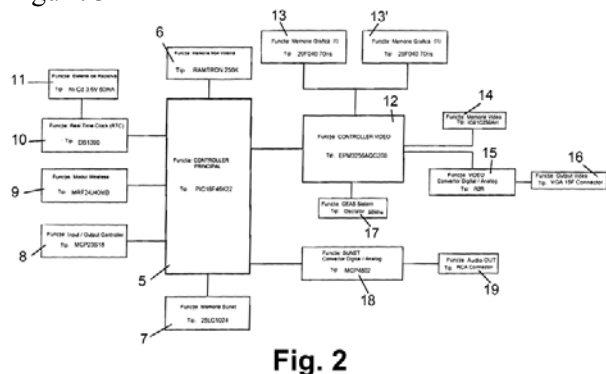 13
13'
6
Funcție Memorie Grafică (1)
Tip 29F040 70ns
Funcție Memorie Grafică (1)
Tip 29F040 70ns
Funcție Memorie Non Volatilă
Tip RAMTRON 256K
11
Funcție Baterie de Rezervă
Tip Ni-Cd 3.6V 60MA
12
14
Funcție Memorie Video
Tip
10
Funcție Real Time Clock (RTC)
Tip DS1390
Funcție CONTROLLER VIDEO
Tip EPM3256AQC208
15
Funcție VIDEO
Convertor Digital / Analog
Tip R2R
16
Funcție Output Video
Tip VGA 15P Connector
Funcție CONTROLLER
PRINCIPAL
Tip PIC18F46K22
9
Funcție Modul Wireless
Tip MRF24J40MB
Funcție CEAS Sistem
Tip Oscilator 50MHz
17
8
Funcție Input / Output Controller
Tip MCP23S18
5
Funcție SUNET
Convertor Digital / Analog
Tip MCP4802
18
Funcție Audio OUT
Tip RCA Connector
19
7
Funcție Memorie Sunet
Tip 25LC1024
Fig. 2